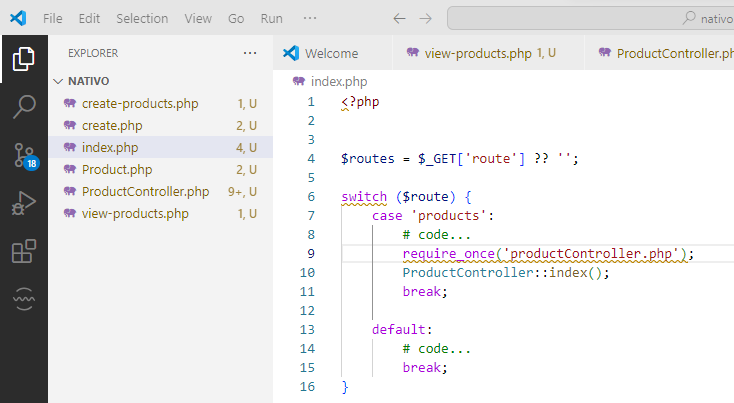 File Edit Selection View Go Run ··· ← → nativo
EXPLORER ···
Welcome view-products.php 1, U ProductController.ph
NATIVO
create-products.php 1, U
create.php 2, U
index.php 4, U
Product.php 2, U
ProductController.php 9+, U
view-products.php 1, U
18
index.php
1 <?php
2
3
4 $routes = $_GET['route'] ?? '';
5
6 switch ($route) {
7 case 'products':
8 # code...
9 require_once('productController.php');
10 ProductController::index();
11 break;
12
13 default:
14 # code...
15 break;
16 }